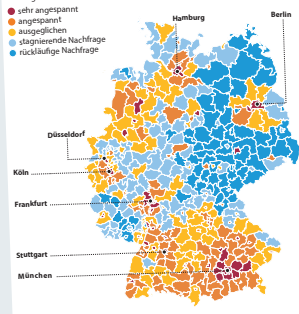 sehr angespannt
angespannt
ausgeglichen
stagnierende Nachfrage
rückläufige Nachfrage
Hamburg
Berlin
Düsseldorf
Köln
Frankfurt
Stuttgart
München